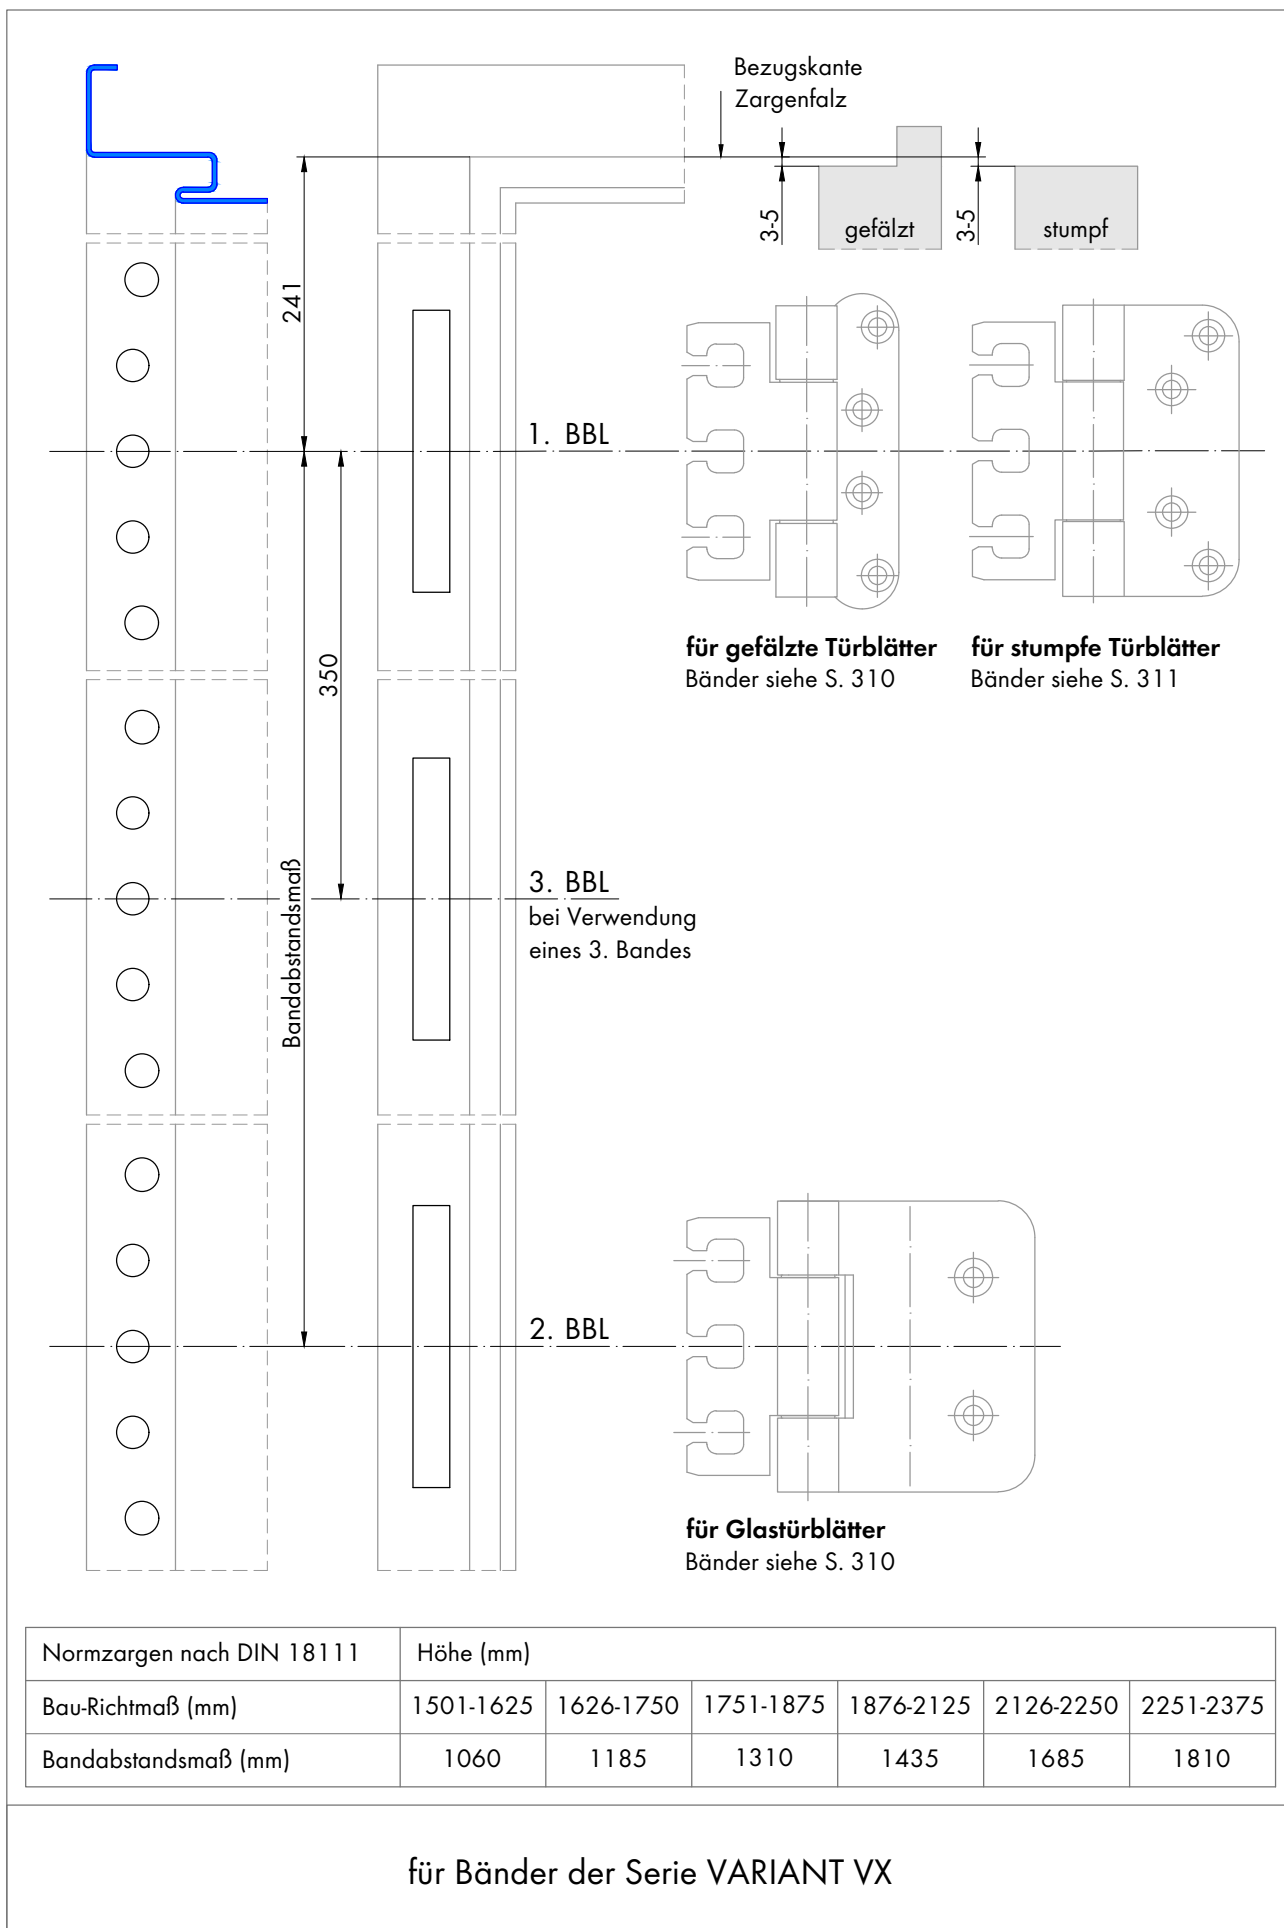 Bezugskante
Zargenfalz
3-5
gefälzt
3-5
stumpf
241
1. BBL
für gefälzte Türblätter
Bänder siehe S. 310
für stumpfe Türblätter
Bänder siehe S. 311
350
Bandabstandsmaß
3. BBL
bei Verwendung
eines 3. Bandes
2. BBL
für Glastürblätter
Bänder siehe S. 310
Normzargen nach DIN 18111 Höhe (mm)
Bau-Richtmaß (mm) 1501-1625 1626-1750 1751-1875 1876-2125 2126-2250 2251-2375
Bandabstandsmaß (mm) 1060 1185 1310 1435 1685 1810
für Bänder der Serie VARIANT VX